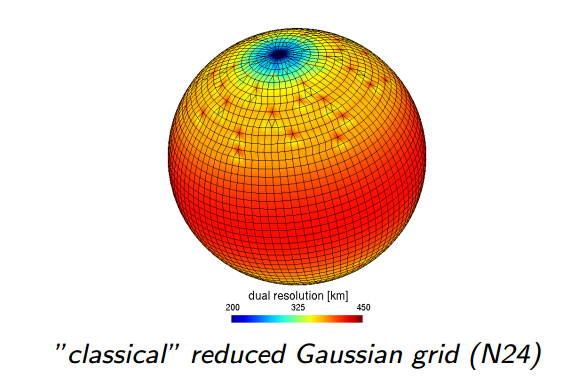 dual resolution [km]
200 325 450
"classical" reduced Gaussian grid (N24)